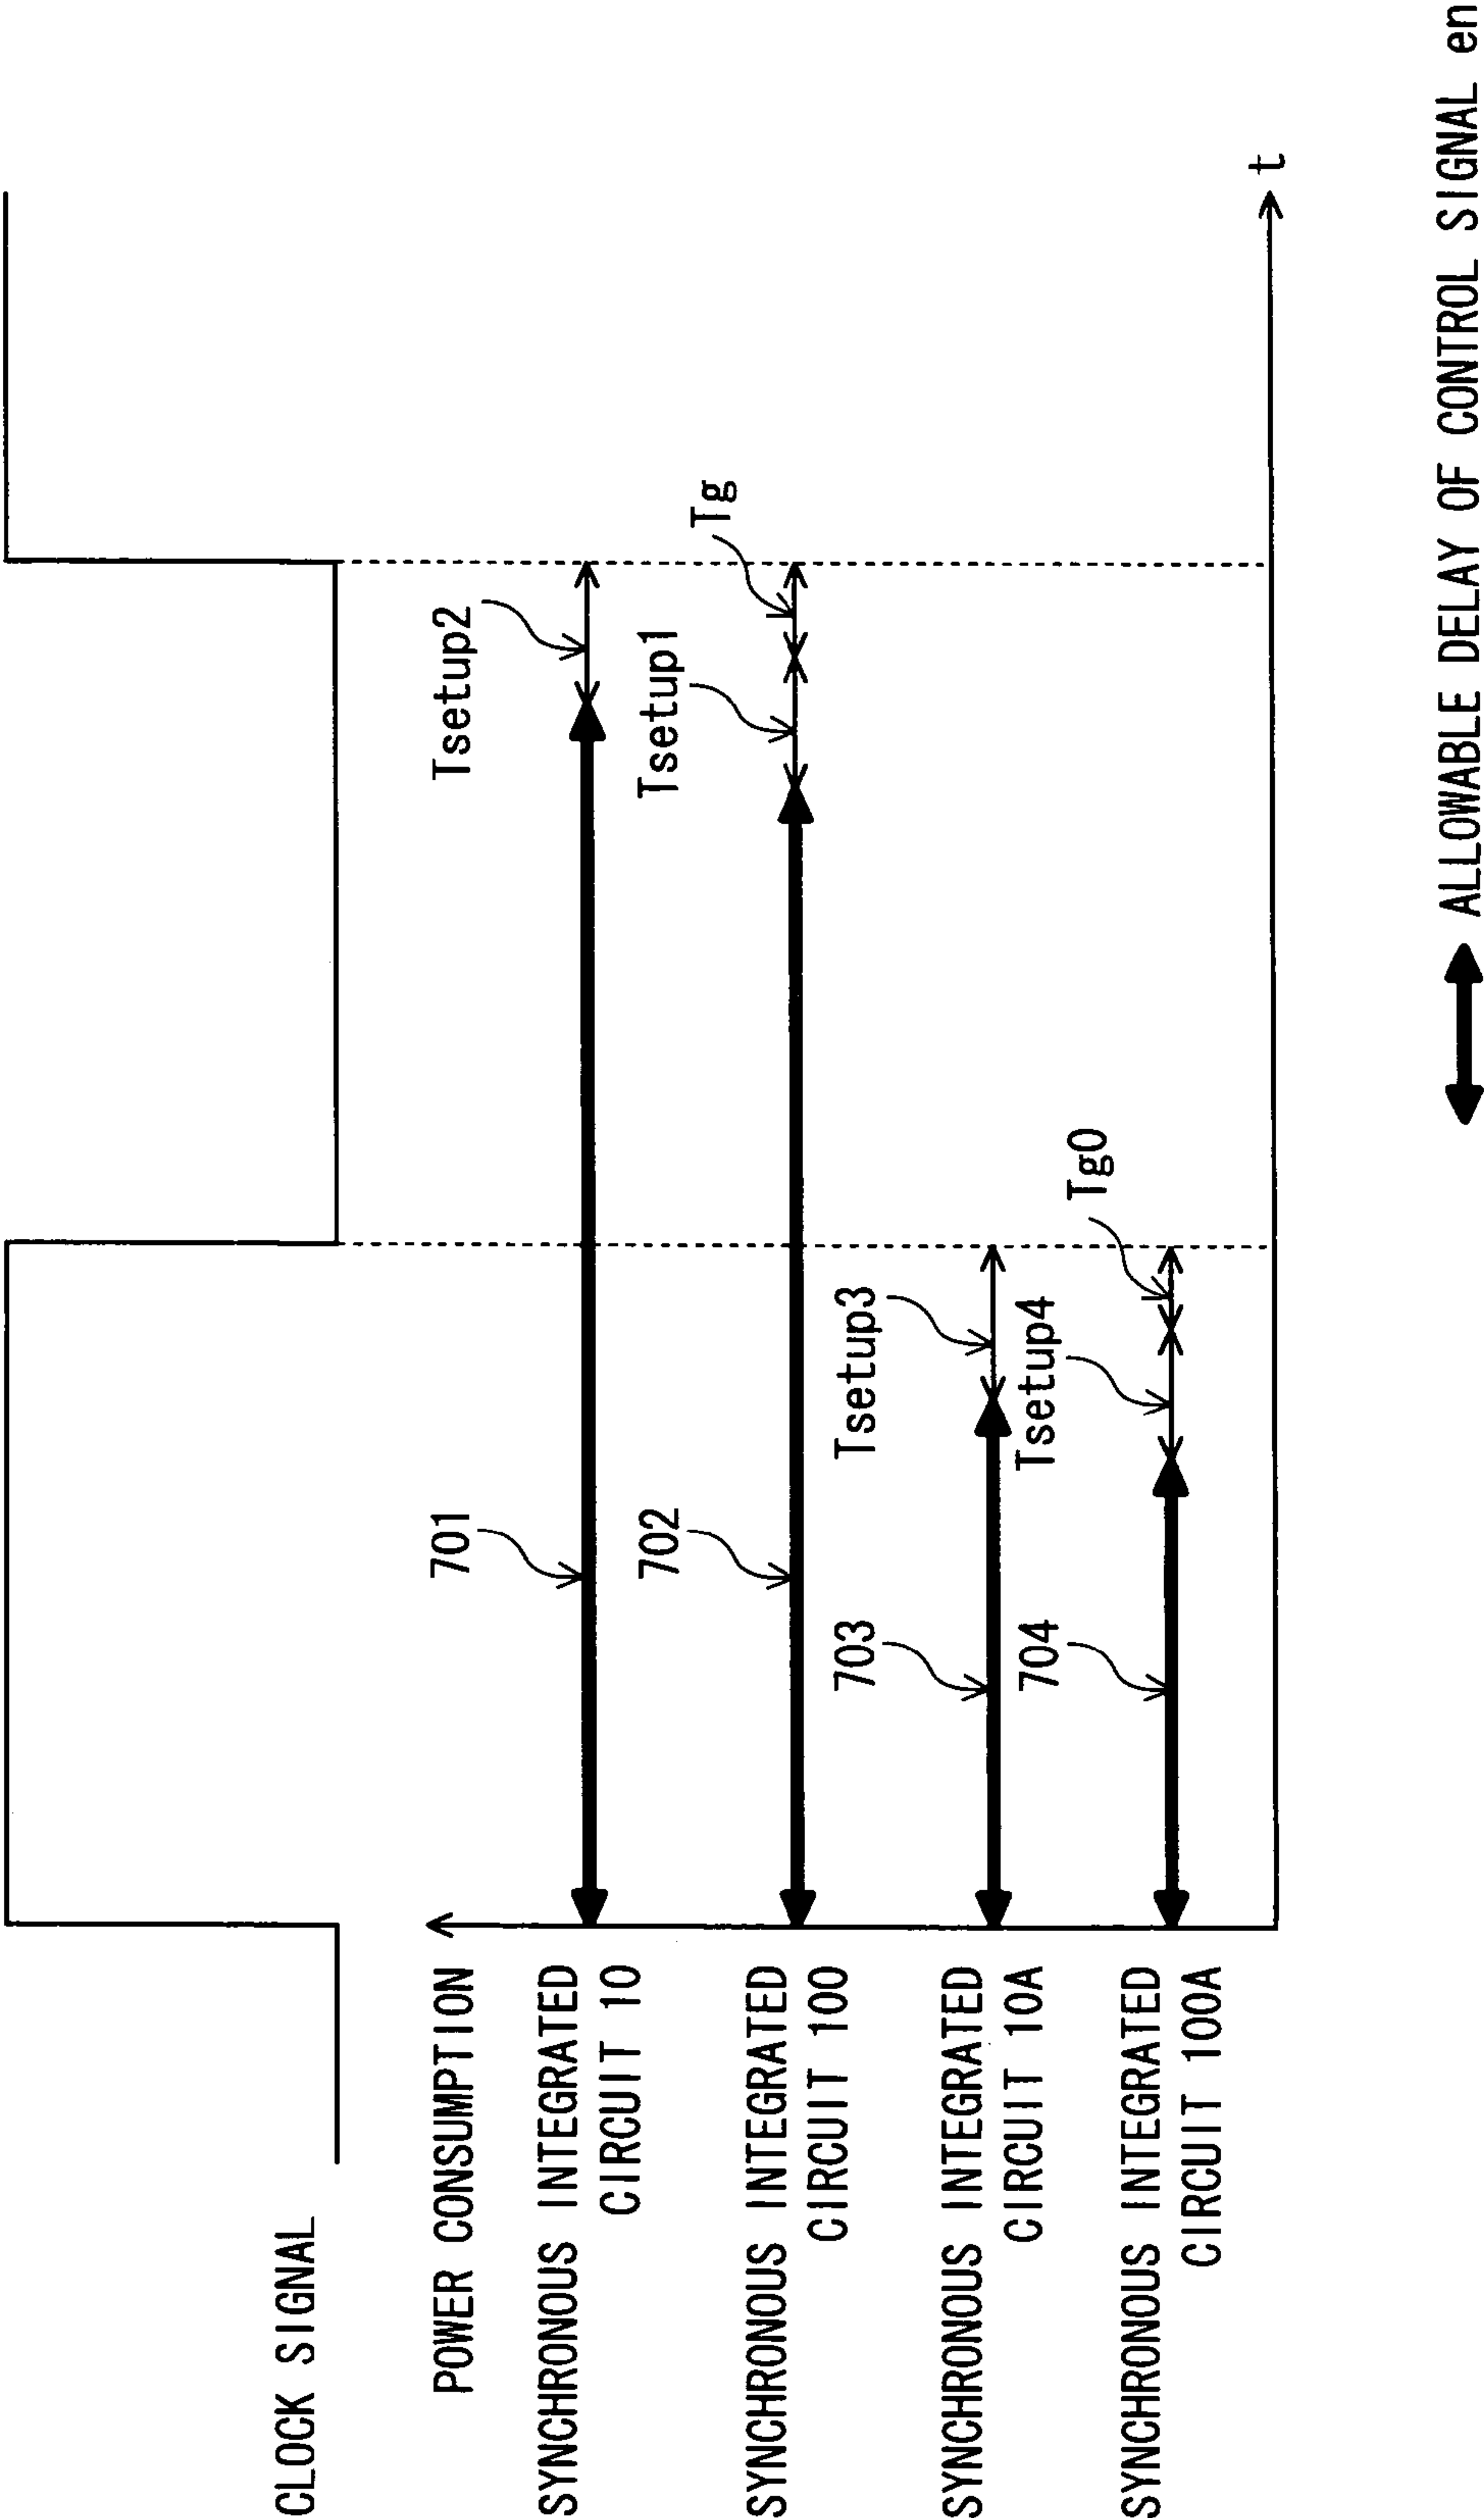 CLOCK SIGNAL
POWER CONSUMPTION
SYNCHRONOUS INTEGRATED
CIRCUIT 10
701
Tsetup2
SYNCHRONOUS INTEGRATED
CIRCUIT 100
702
Tsetup1
Tg
SYNCHRONOUS INTEGRATED
CIRCUIT 10A
703
Tsetup3
SYNCHRONOUS INTEGRATED
CIRCUIT 100A
704
Tsetup4
Tg0
t
ALLOWABLE DELAY OF CONTROL SIGNAL en